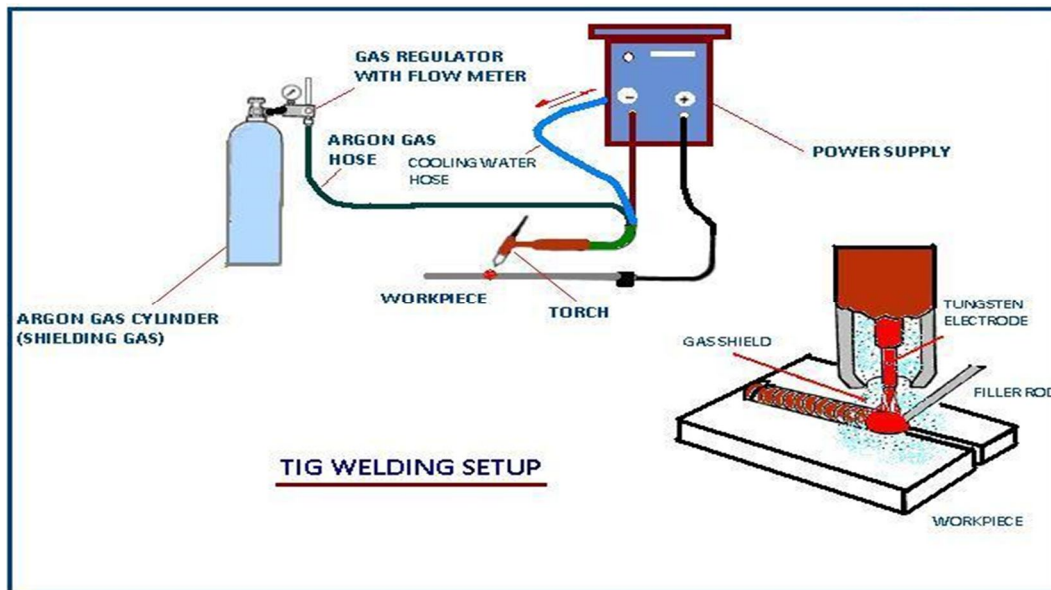 GAS REGULATOR
WITH FLOW METER
ARGON GAS
HOSE
COOLING WATER
HOSE
- +
POWER SUPPLY
WORKPIECE
TORCH
ARGON GAS CYLINDER
(SHIELDING GAS)
TUNGSTEN
ELECTRODE
GAS SHIELD
FILLER ROD
TIG WELDING SETUP
WORKPIECE